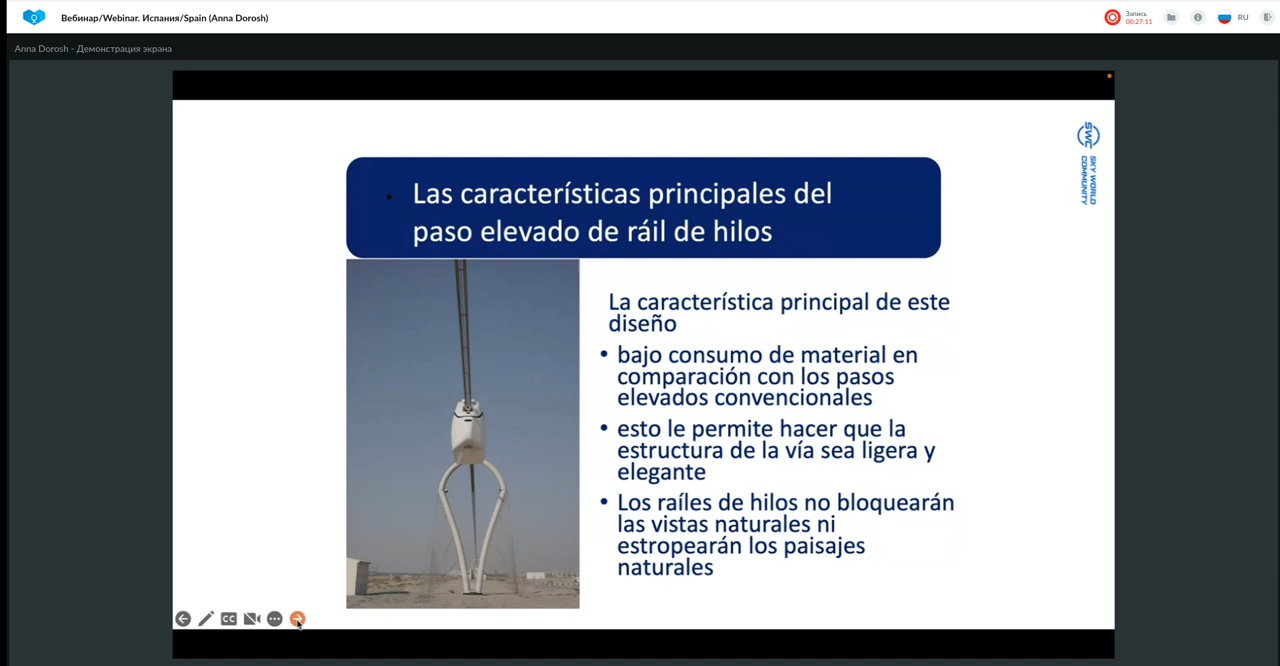 Вебинар/Webinar. Испания/Spain (Anna Dorosh)
Запись
00:27:11
RU
Anna Dorosh - Демонстрация экрана
SWC
SKY WORLD
COMMUNITY
Las características principales del
paso elevado de ráil de hilos
La característica principal de este
diseño
• bajo consumo de material en
comparación con los pasos
elevados convencionales
• esto le permite hacer que la
estructura de la vía sea ligera y
elegante
• Los raíles de hilos no bloquearán
las vistas naturales ni
estropearán los paisajes
naturales
CC